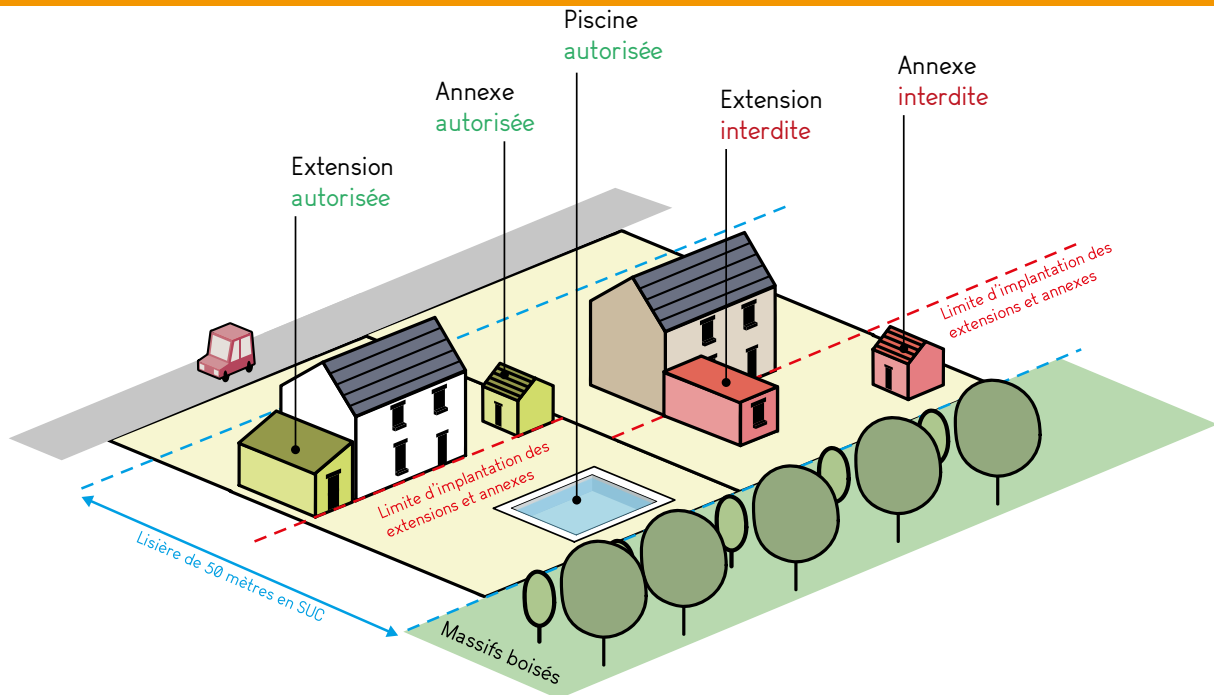 Piscine
autorisée
Annexe
interdite
Annexe
autorisée
Extension
interdite
Extension
autorisée
Limite d'implantation des
extensions et annexes
Limite d'implantation des
extensions et annexes
Lisière de 50 mètres en SUC
Massifs boisés